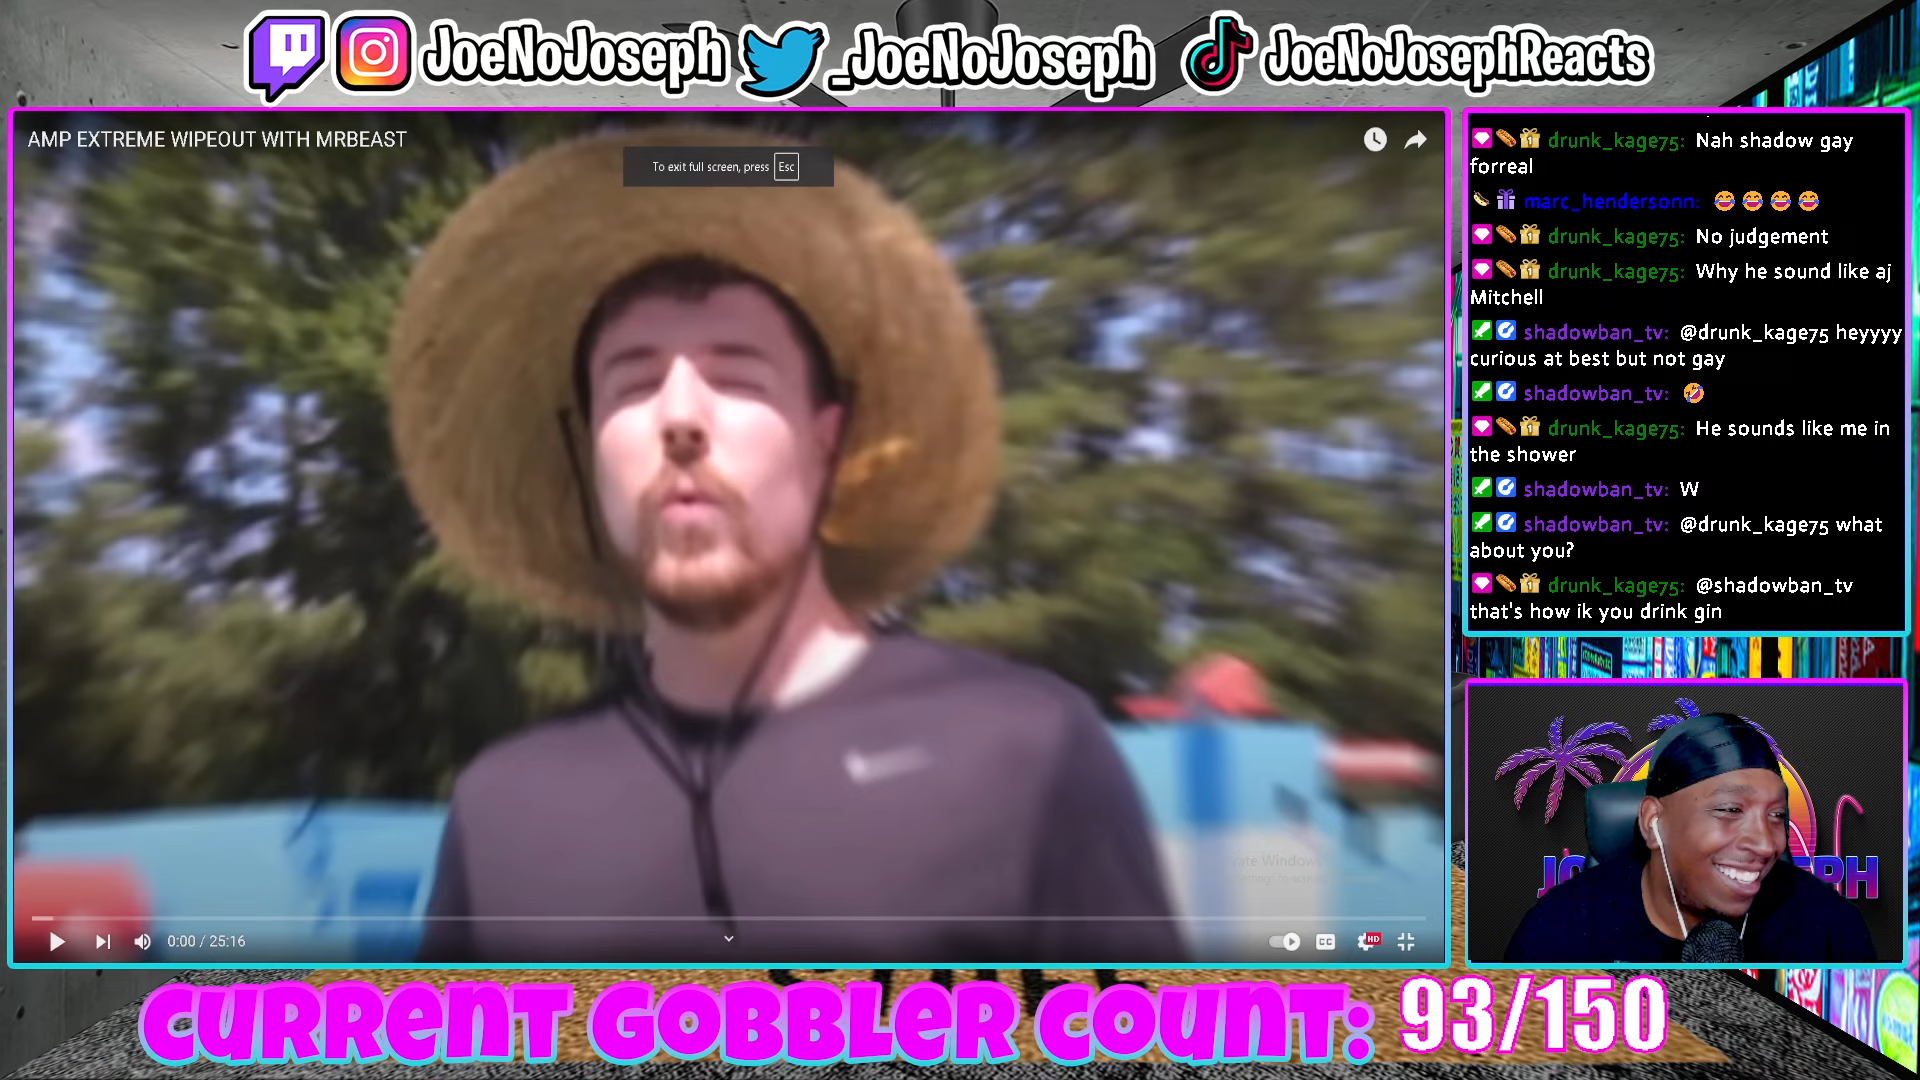 JoeNoJoseph
_JoeNoJoseph
JoeNoJosephReacts
AMP EXTREME WIPEOUT WITH MRBEAST
To exit full screen, press Esc
drunk_kage75: Nah shadow gay
forreal
marc_hendersonn: 😂 😂 😂 😂
drunk_kage75: No judgement
drunk_kage75: Why he sound like aj
Mitchell
shadowban_tv: @drunk_kage75 heyyyy
curious at best but not gay
shadowban_tv: 🤣
drunk_kage75: He sounds like me in
the shower
shadowban_tv: W
shadowban_tv: @drunk_kage75 what
about you?
drunk_kage75: @shadowban_tv
that's how ik you drink gin
0:00 / 25:16
CC
HD
CURRENT GOBBLER COUNT: 93/150